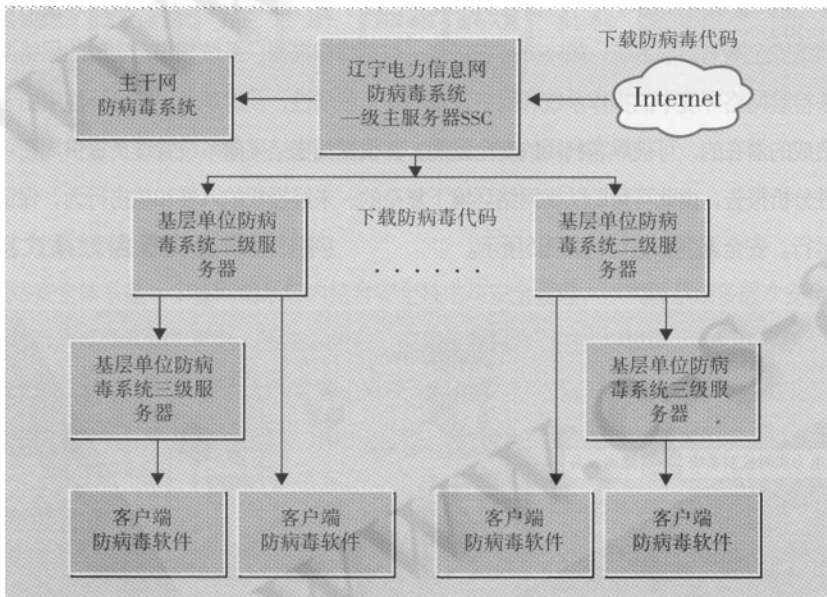 下载防病毒代码
主干网
防病毒系统
辽宁电力信息网
防病毒系统
一级主服务器SSC
Internet
基层单位防病
毒系统二级服
务器
下载防病毒代码
······
基层单位防病
毒系统二级服
务器
基层单位防病
毒系统三级服
务器
基层单位防病
毒系统三级服
务器
客户端
防病毒软件
客户端
防病毒软件
客户端
防病毒软件
客户端
防病毒软件